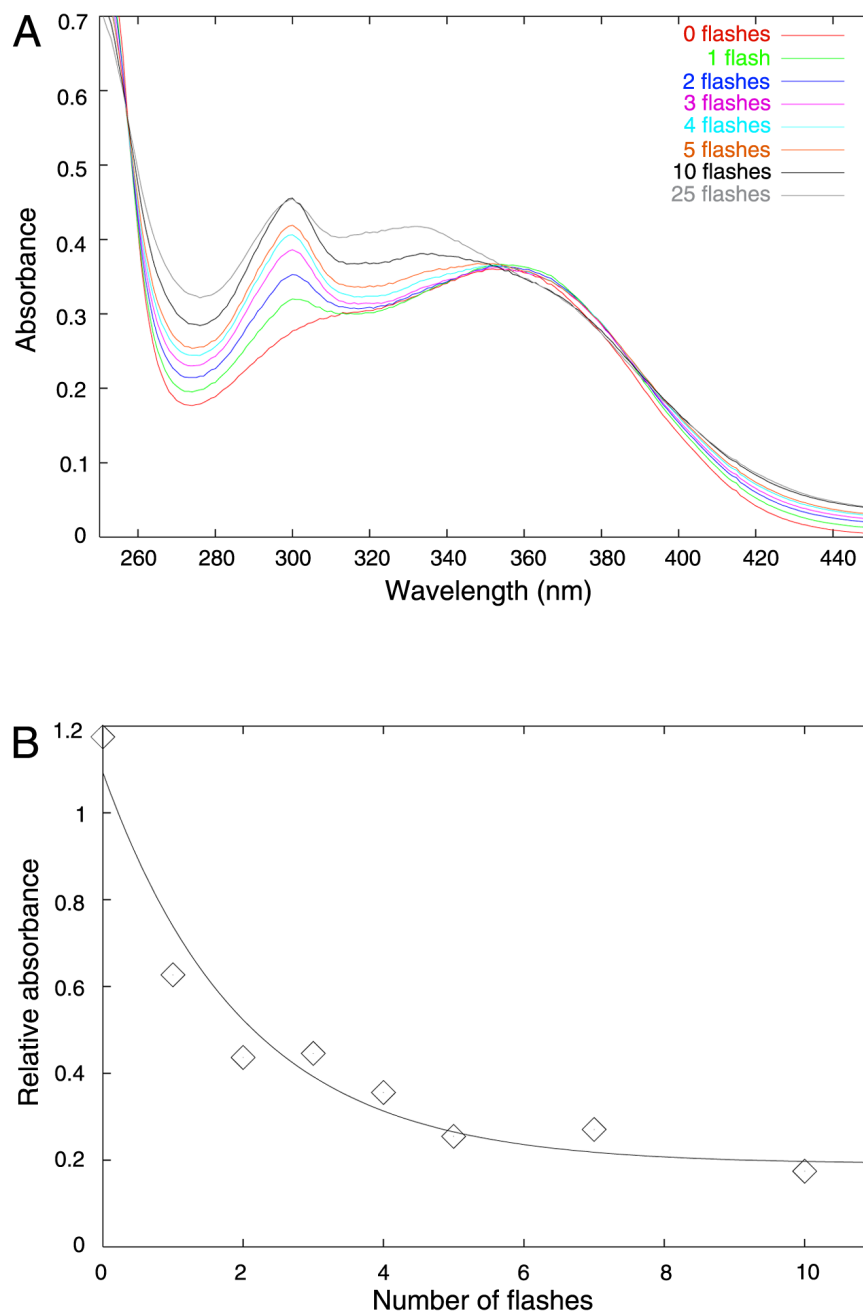 A
0.7
0.6
0.5
0.4
0.3
0.2
0.1
0
Absorbance
0 flashes
1 flash
2 flashes
3 flashes
4 flashes
5 flashes
10 flashes
25 flashes
260 280 300 320 340 360 380 400 420 440
Wavelength (nm)
B
1.2
1
0.8
0.6
0.4
0.2
0
Relative absorbance
0 2 4 6 8 10
Number of flashes